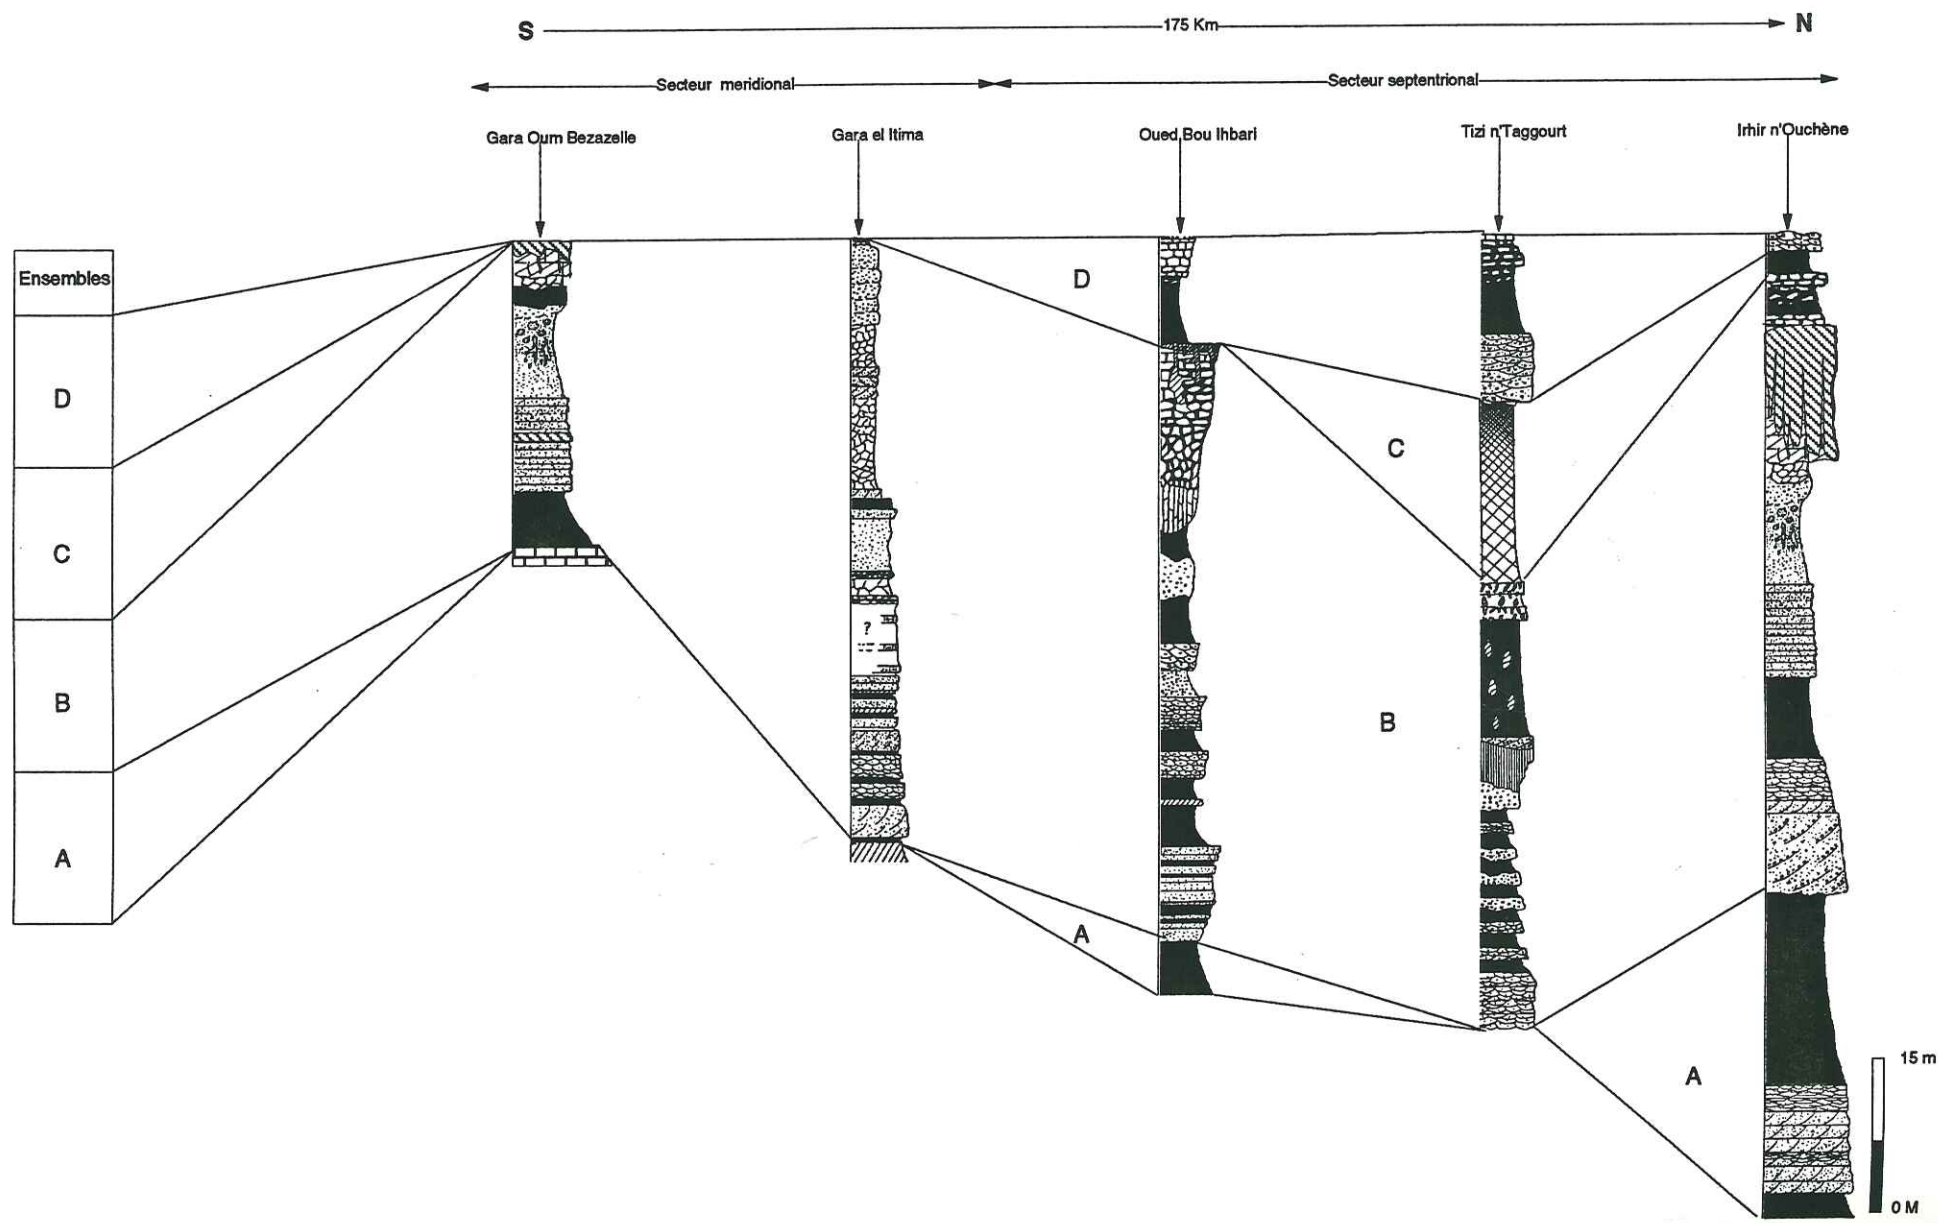 S 175 Km N
Secteur meridional Secteur septentrional
Gara Oum Bezazelle Gara el Itima Oued Bou Ihbari Tizi n'Taggourt Irhir n'Ouchène
Ensembles
D
C
B
A
D
C
B
A
A
?
15 m
0 M